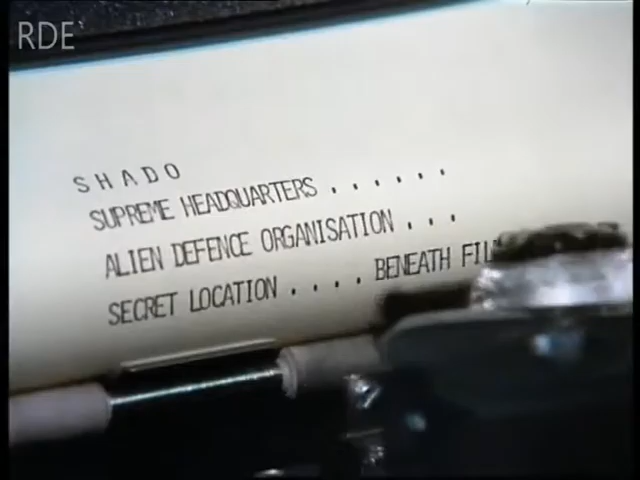 RDE
S H A D O
SUPREME HEADQUARTERS . . . . . .
ALIEN DEFENCE ORGANISATION . . .
SECRET LOCATION . . . . BENEATH